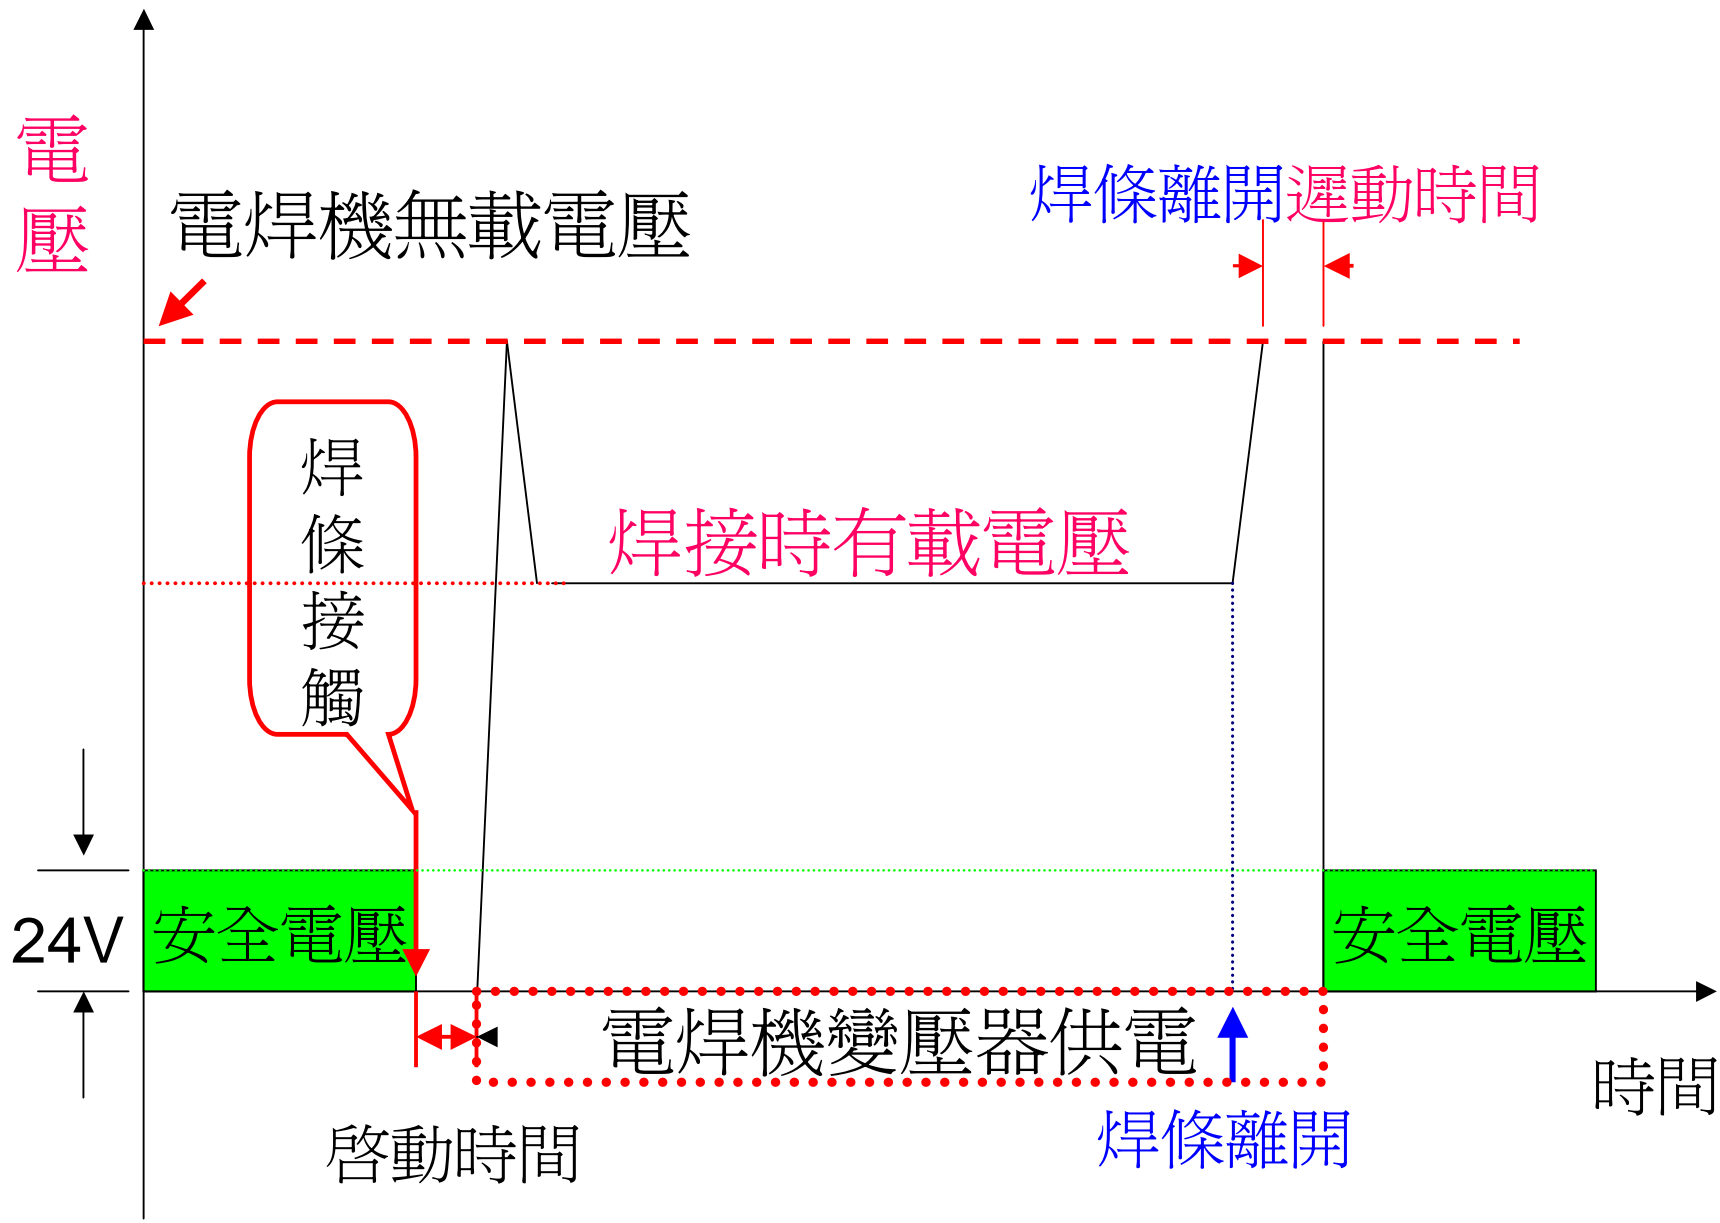 電壓
電焊機無載電壓
焊條離開遲動時間
焊條接觸
焊接時有載電壓
24V
安全電壓
安全電壓
電焊機變壓器供電
時間
啓動時間
焊條離開